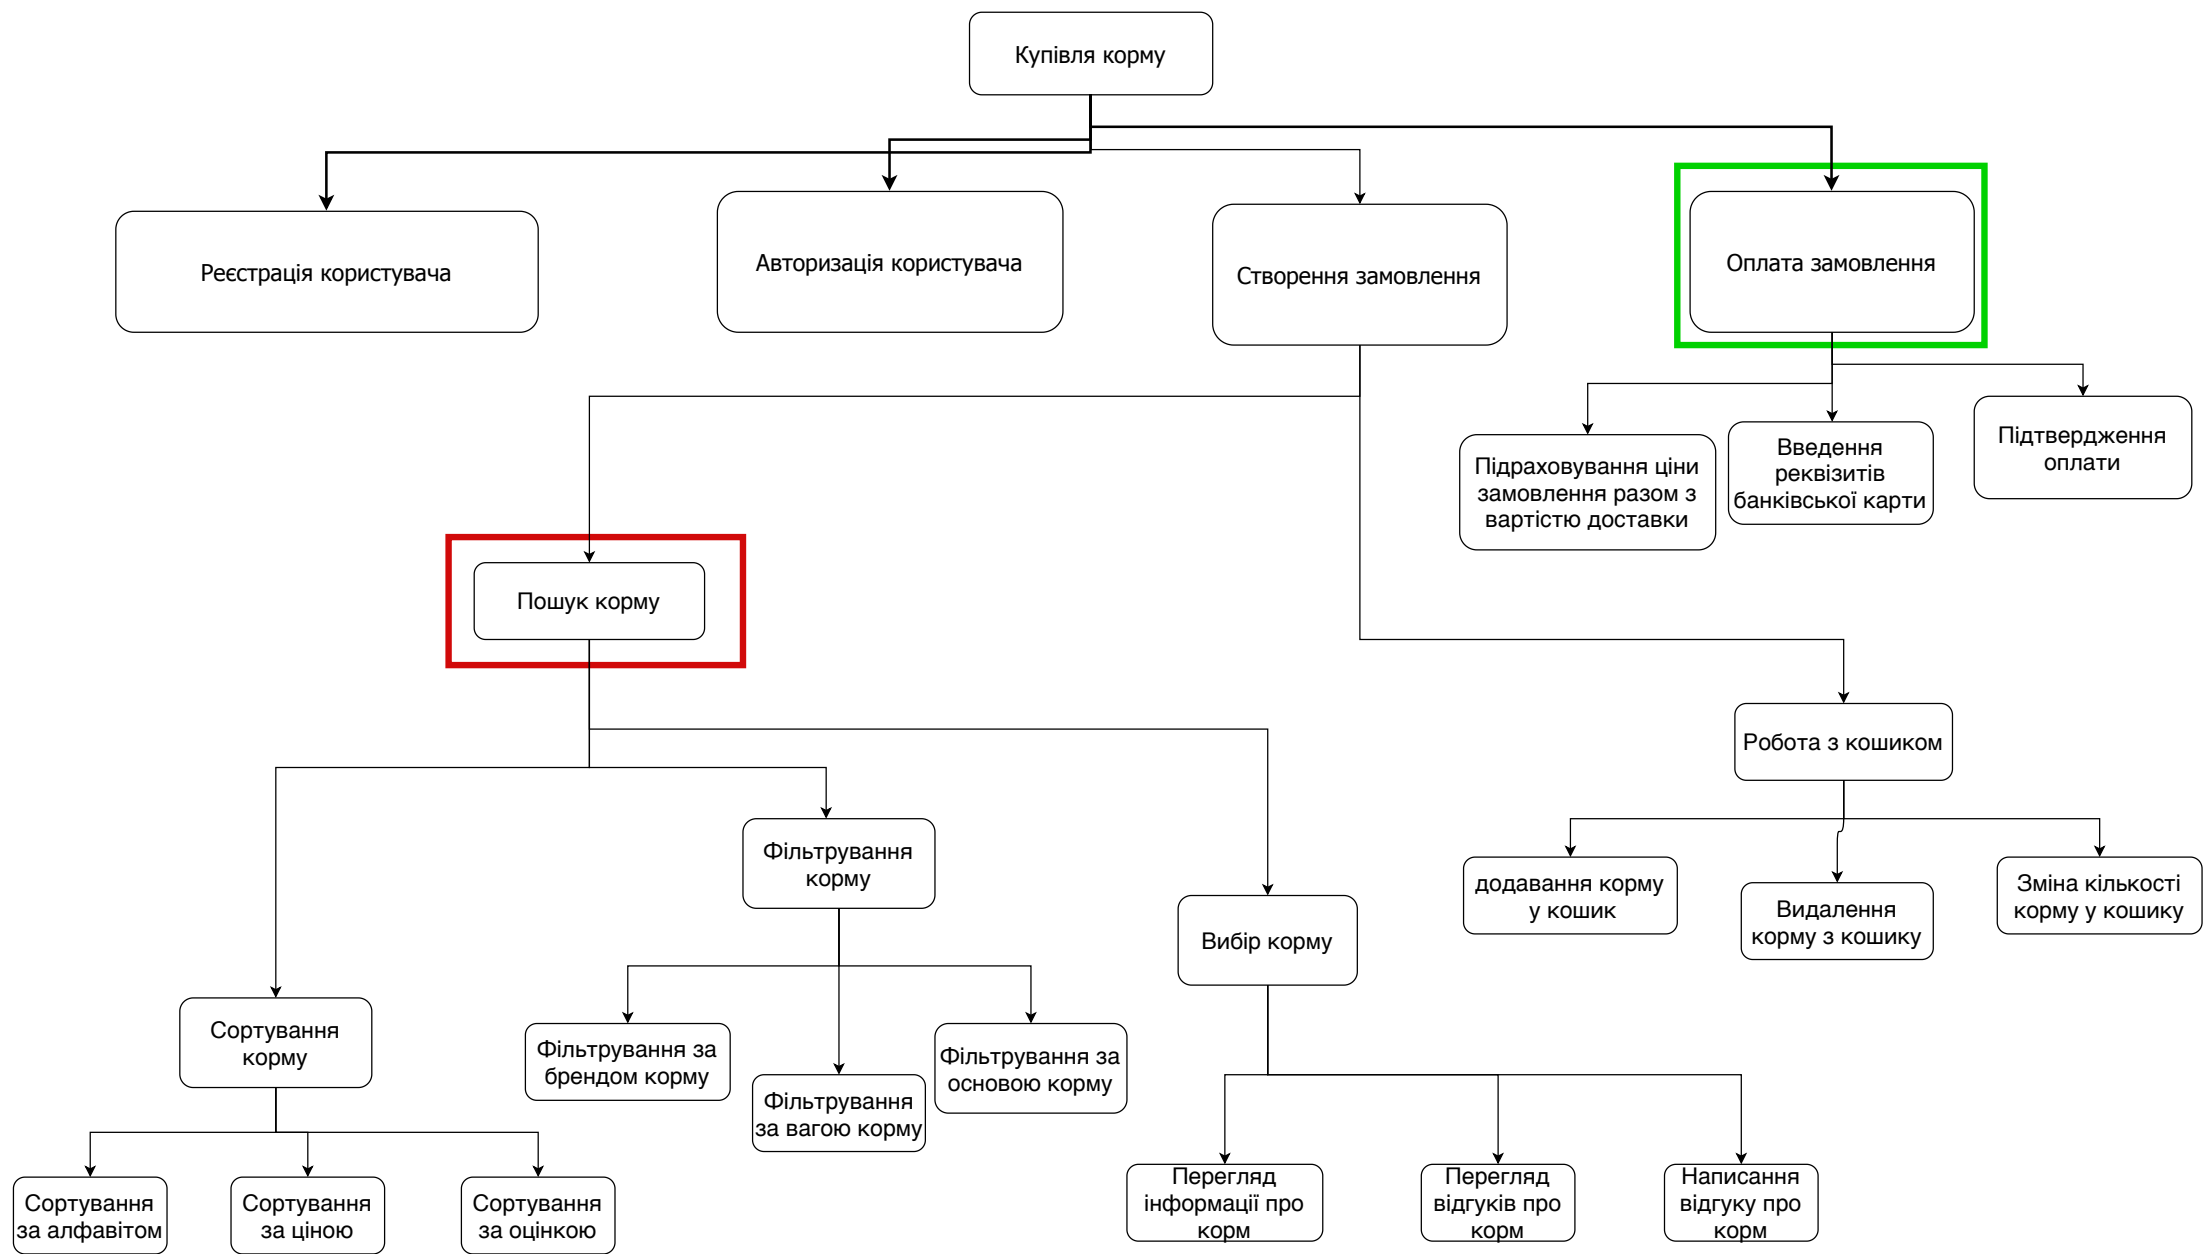 Купівля корму
Реєстрація користувача
Авторизація користувача
Створення замовлення
Оплата замовлення
Підраховування ціни
замовлення разом з
вартістю доставки
Введення
реквізитів
банківської карти
Підтвердження
оплати
Пошук корму
Робота з кошиком
Фільтрування
корму
додавання корму
у кошик
Видалення
корму з кошику
Зміна кількості
корму у кошику
Вибір корму
Сортування
корму
Фільтрування за
брендом корму
Фільтрування
за вагою корму
Фільтрування за
основою корму
Сортування
за алфавітом
Сортування
за ціною
Сортування
за оцінкою
Перегляд
інформації про
корм
Перегляд
відгуків про
корм
Написання
відгуку про
корм